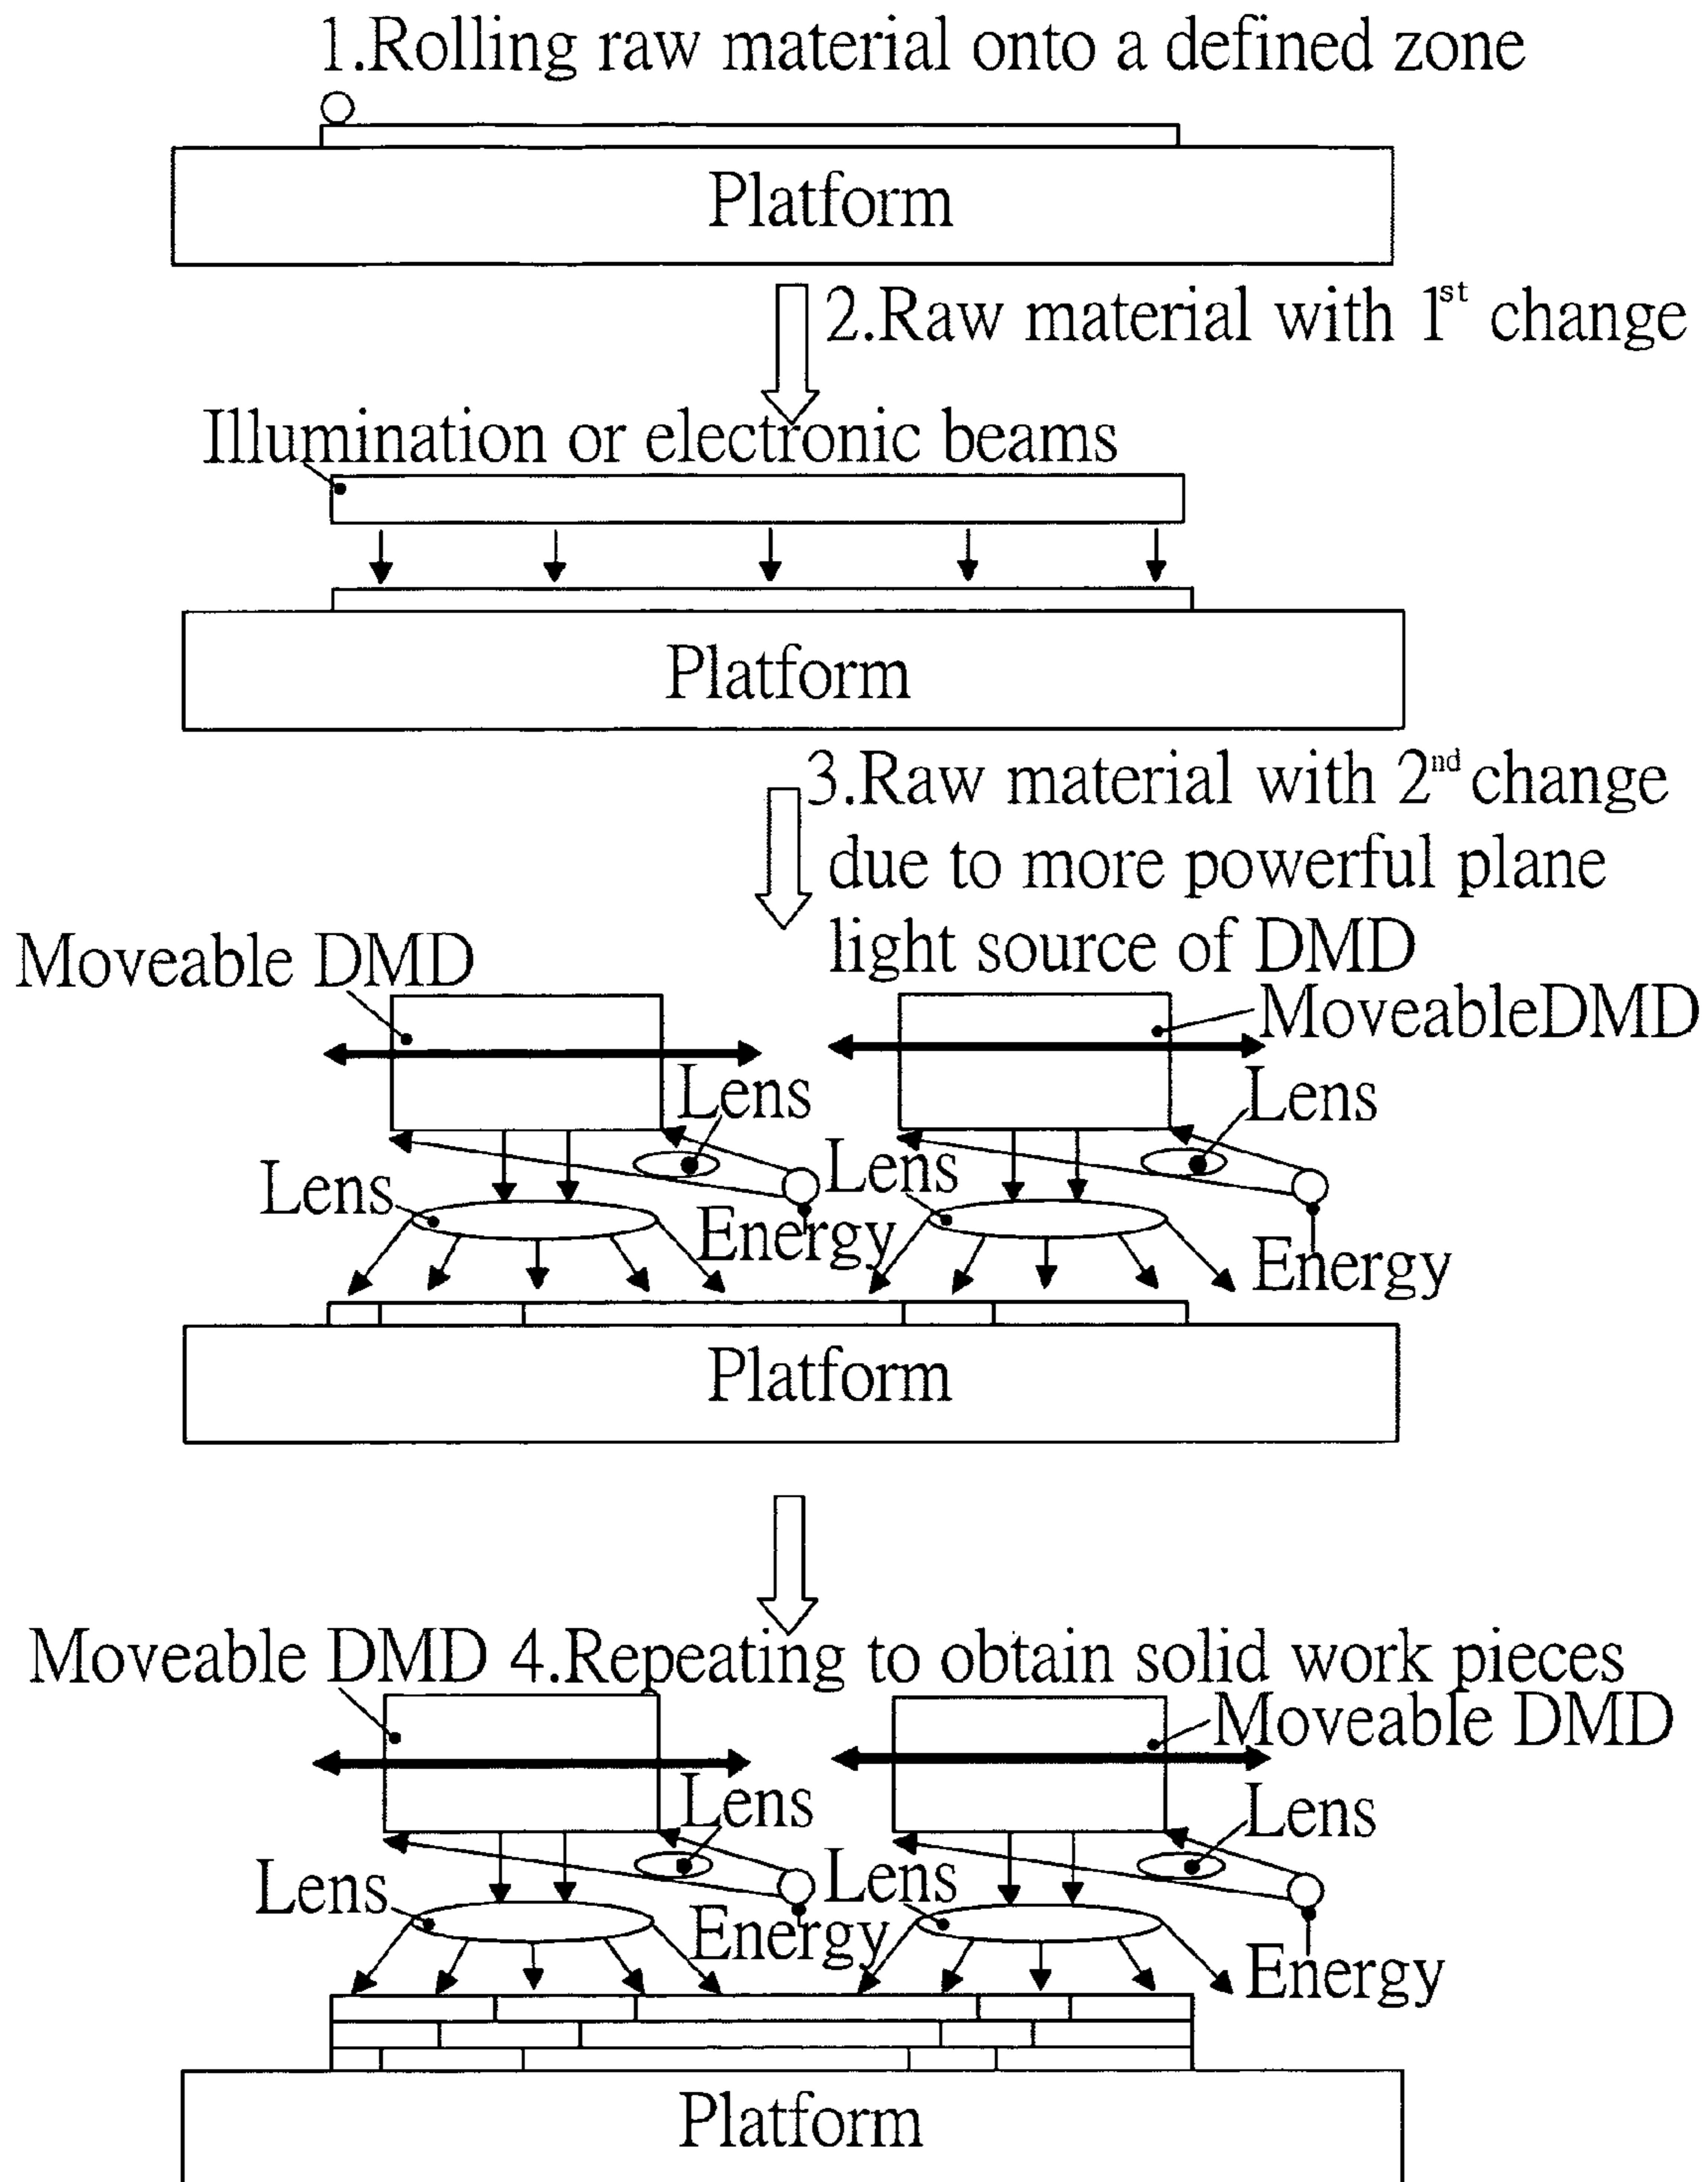 1.Rolling raw material onto a defined zone
Platform
2.Raw material with 1st change
Illumination or electronic beams
Platform
3.Raw material with 2nd change
due to more powerful plane
light source of DMD
Moveable DMD
MoveableDMD
Lens
Lens
Lens
Lens
Energy
Energy
Platform
Moveable DMD 4.Repeating to obtain solid work pieces
Moveable DMD
Lens
Lens
Lens
Lens
Energy
Energy
Platform